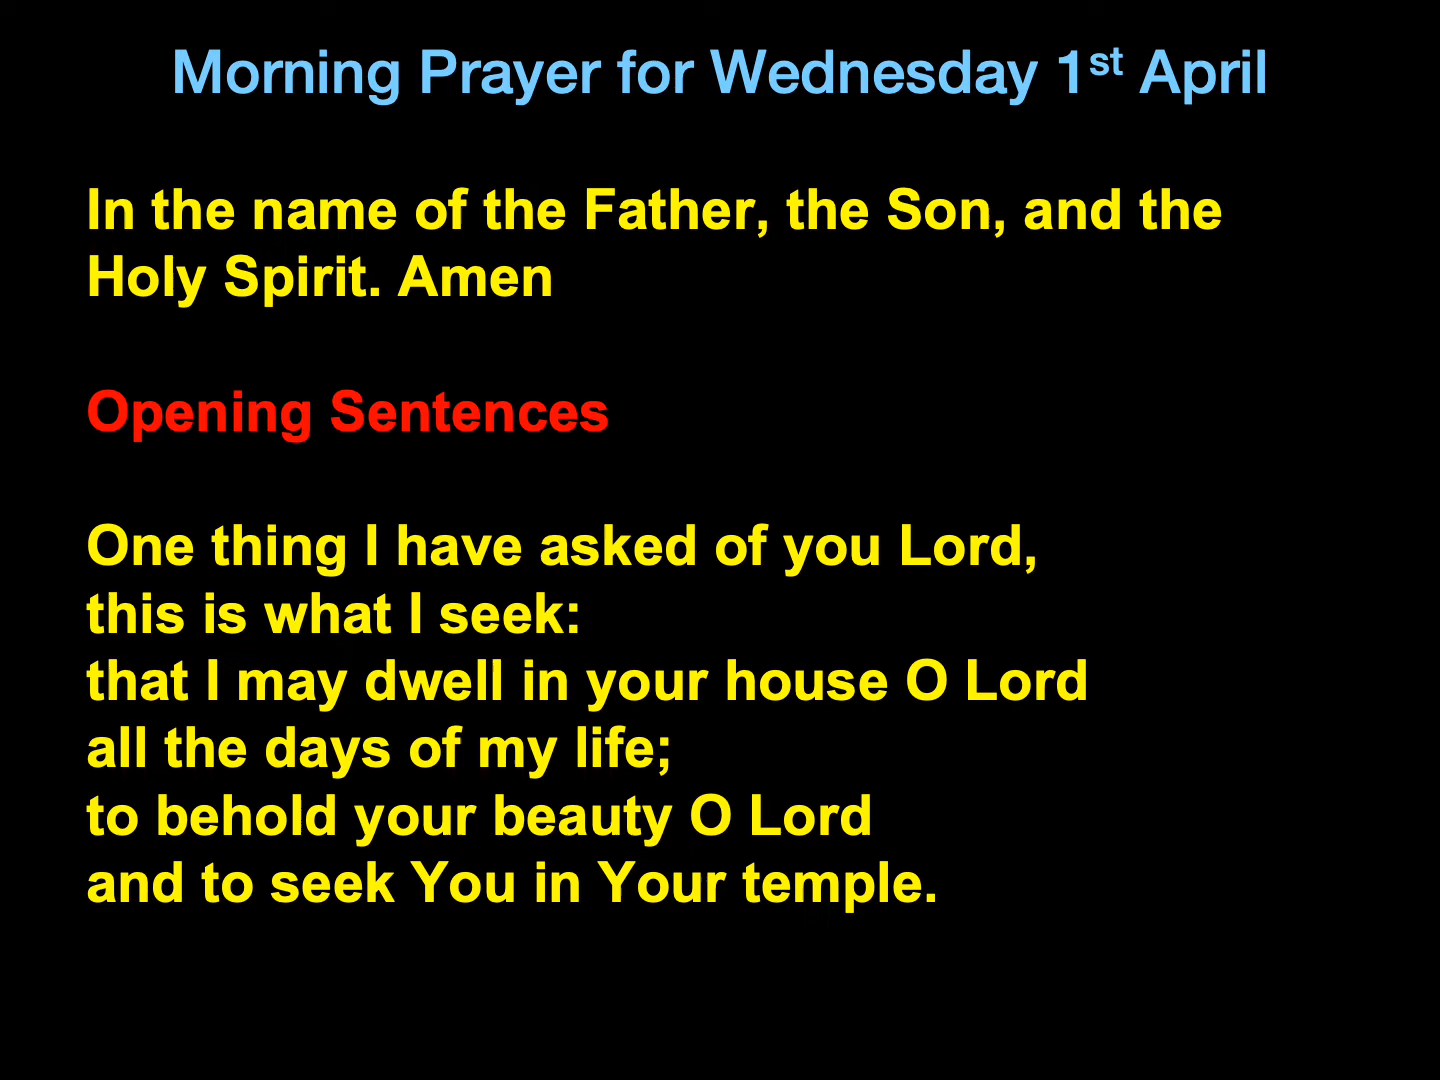 Morning Prayer for Wednesday 1st April
In the name of the Father, the Son, and the
Holy Spirit. Amen
Opening Sentences
One thing I have asked of you Lord,
this is what I seek:
that I may dwell in your house O Lord
all the days of my life;
to behold your beauty O Lord
and to seek You in Your temple.